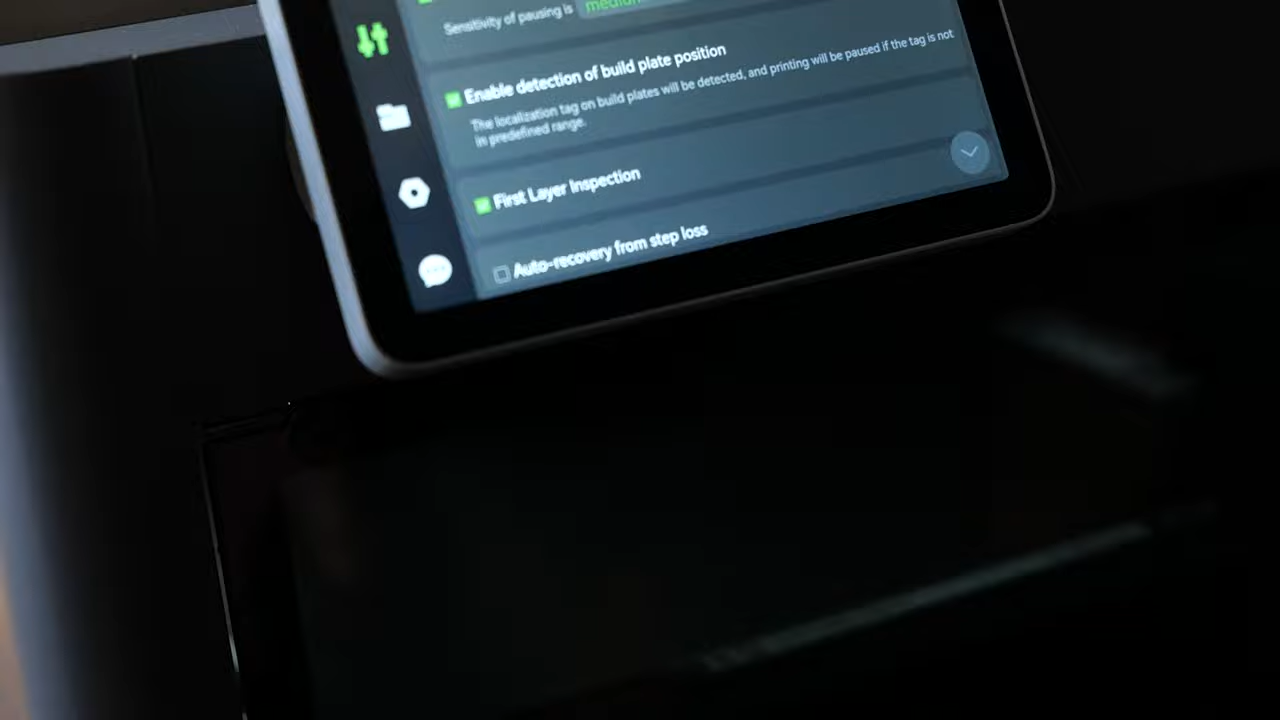 Sensitivity of pausing is medium
Enable detection of build plate position
The localization tag on build plates will be detected, and printing will be paused if the tag is not
in predefined range.
First Layer Inspection
Auto-recovery from step loss